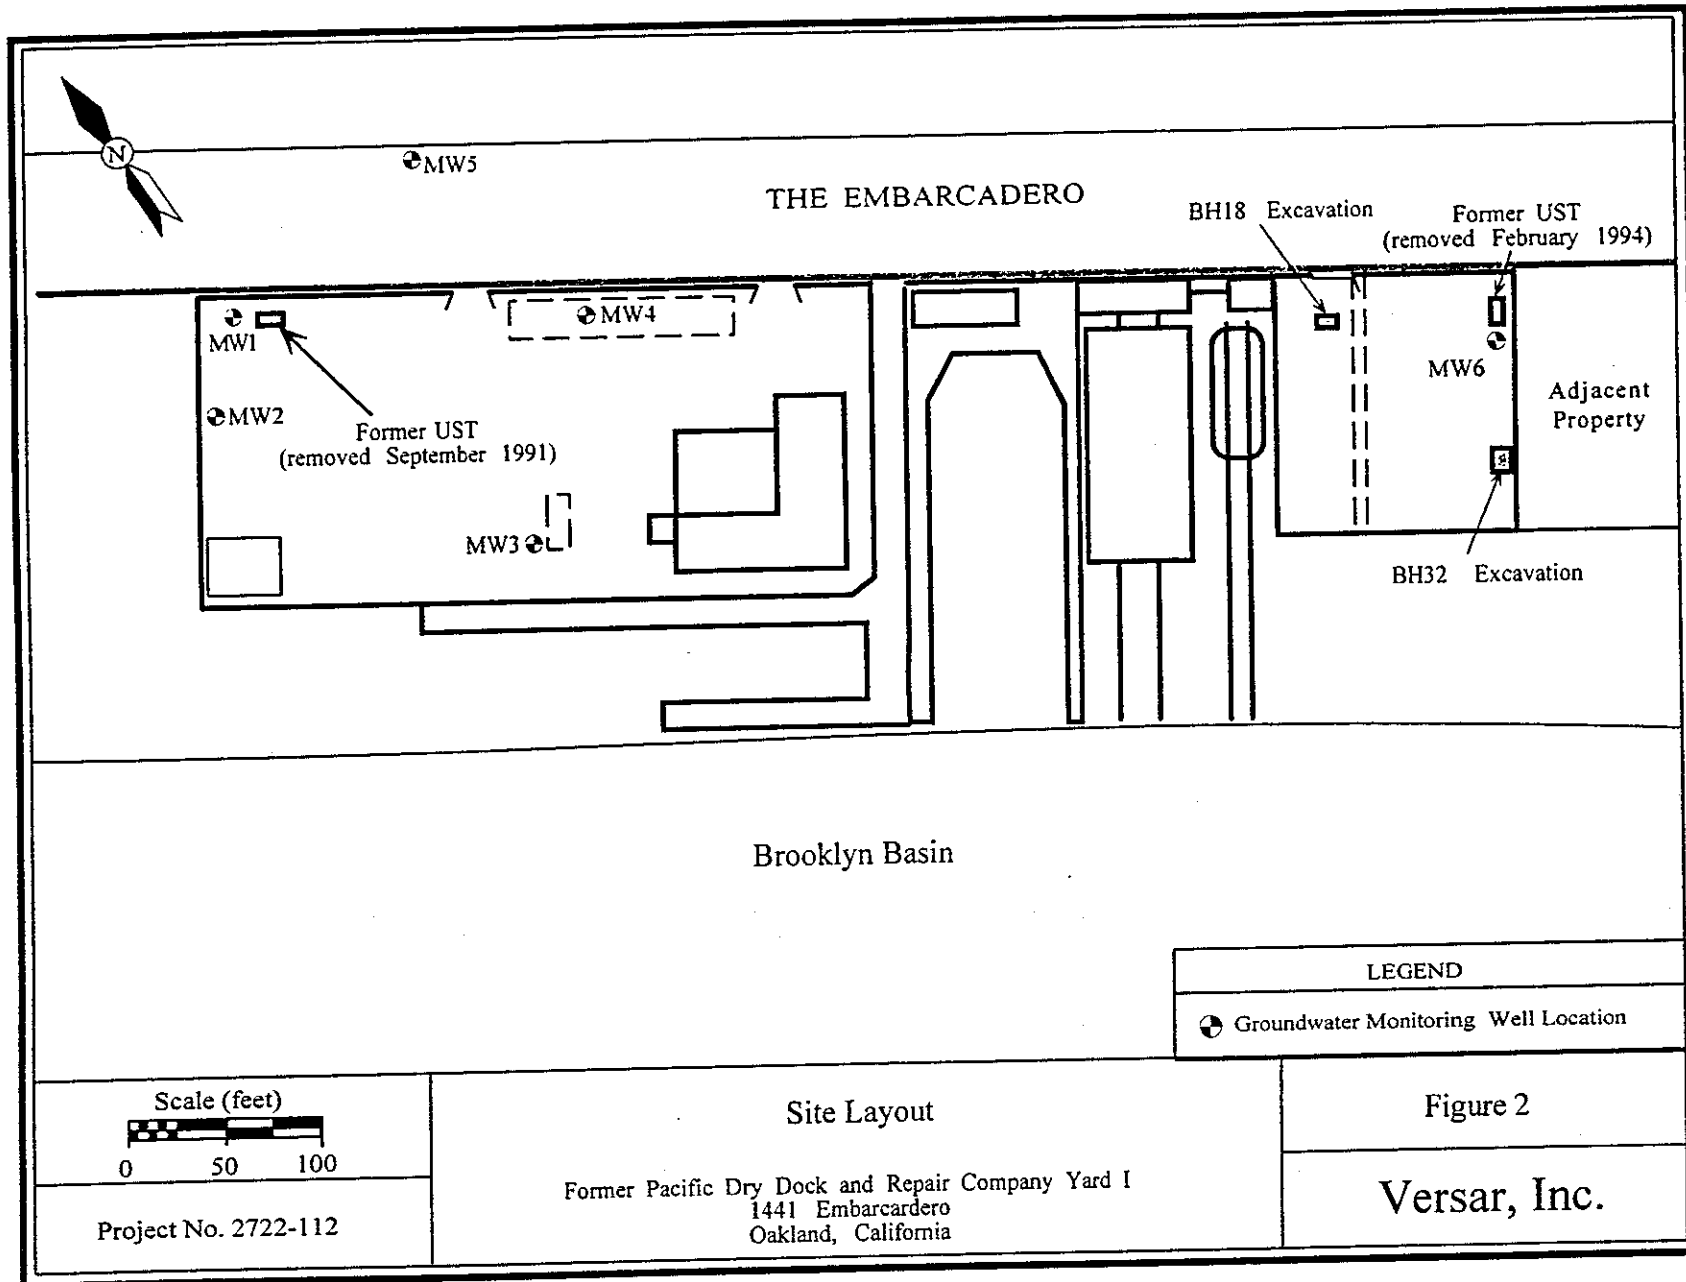 N
MW5
THE EMBARCADERO
BH18 Excavation
Former UST
(removed February 1994)
MW1
MW4
MW6
MW2
Former UST
(removed September 1991)
Adjacent
Property
MW3
BH32 Excavation
Brooklyn Basin
LEGEND
Groundwater Monitoring Well Location
Scale (feet)
0 50 100
Project No. 2722-112
Site Layout
Former Pacific Dry Dock and Repair Company Yard I
1441 Embarcardero
Oakland, California
Figure 2
Versar, Inc.